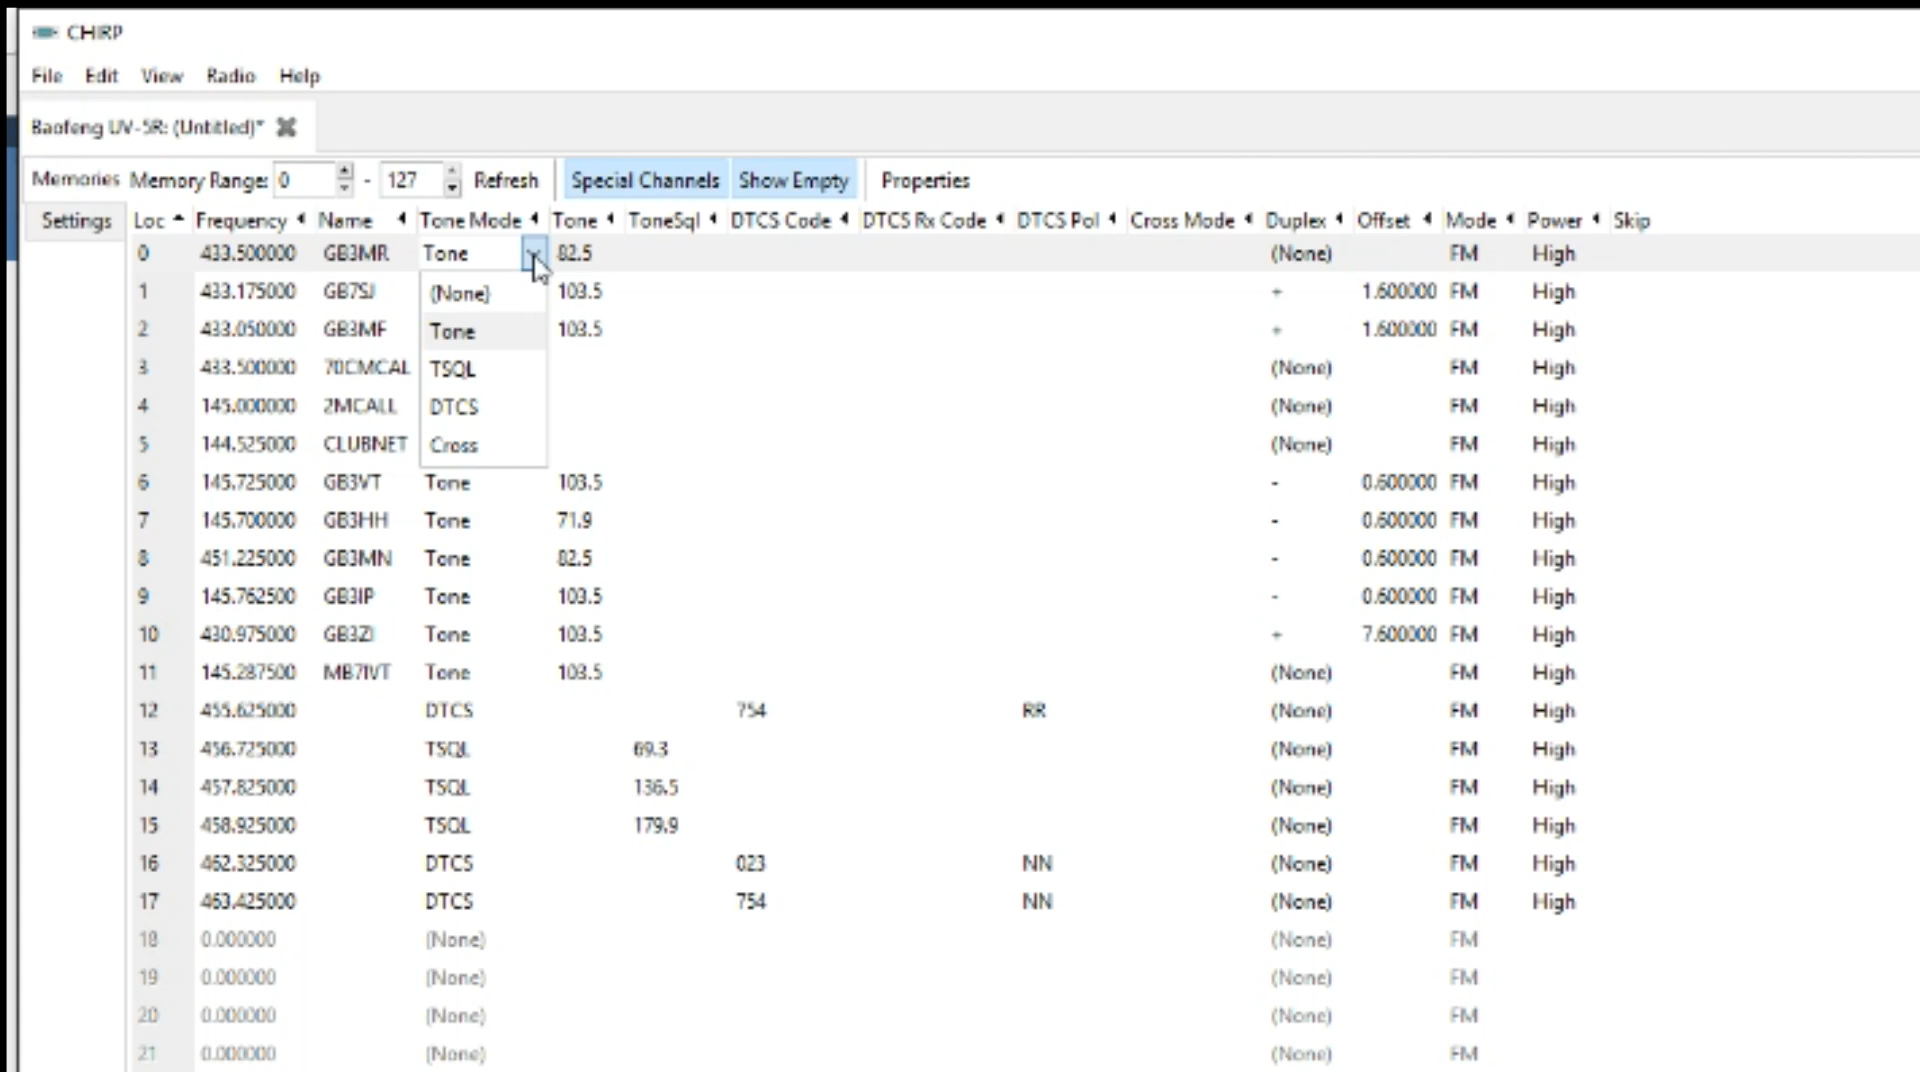 CHIRP
File Edit View Radio Help
Baofeng UV-5R: (Untitled)*
Memories Memory Range: 0 - 127 Refresh Special Channels Show Empty Properties
Settings Loc Frequency Name Tone Mode Tone ToneSql DTCS Code DTCS Rx Code DTCS Pol Cross Mode Duplex Offset Mode Power Skip
0 433.500000 GB3MR Tone 82.5 (None) FM High
1 433.175000 GB7SJ (None) 103.5 + 1.600000 FM High
2 433.050000 GB3MF Tone 103.5 + 1.600000 FM High
3 433.500000 70CMCAL TSQL (None) FM High
4 145.000000 2MCALL DTCS (None) FM High
5 144.525000 CLUBNET Cross (None) FM High
6 145.725000 GB3VT Tone 103.5 - 0.600000 FM High
7 145.700000 GB3HH Tone 71.9 - 0.600000 FM High
8 451.225000 GB3MN Tone 82.5 - 0.600000 FM High
9 145.762500 GB3IP Tone 103.5 - 0.600000 FM High
10 430.975000 GB3ZI Tone 103.5 + 7.600000 FM High
11 145.287500 MB7IVT Tone 103.5 (None) FM High
12 455.625000 DTCS 754 RR (None) FM High
13 456.725000 TSQL 69.3 (None) FM High
14 457.825000 TSQL 136.5 (None) FM High
15 458.925000 TSQL 179.9 (None) FM High
16 462.325000 DTCS 023 NN (None) FM High
17 463.425000 DTCS 754 NN (None) FM High
18 0.000000 (None) (None) FM
19 0.000000 (None) (None) FM
20 0.000000 (None) (None) FM
21 0.000000 (None) (None) FM